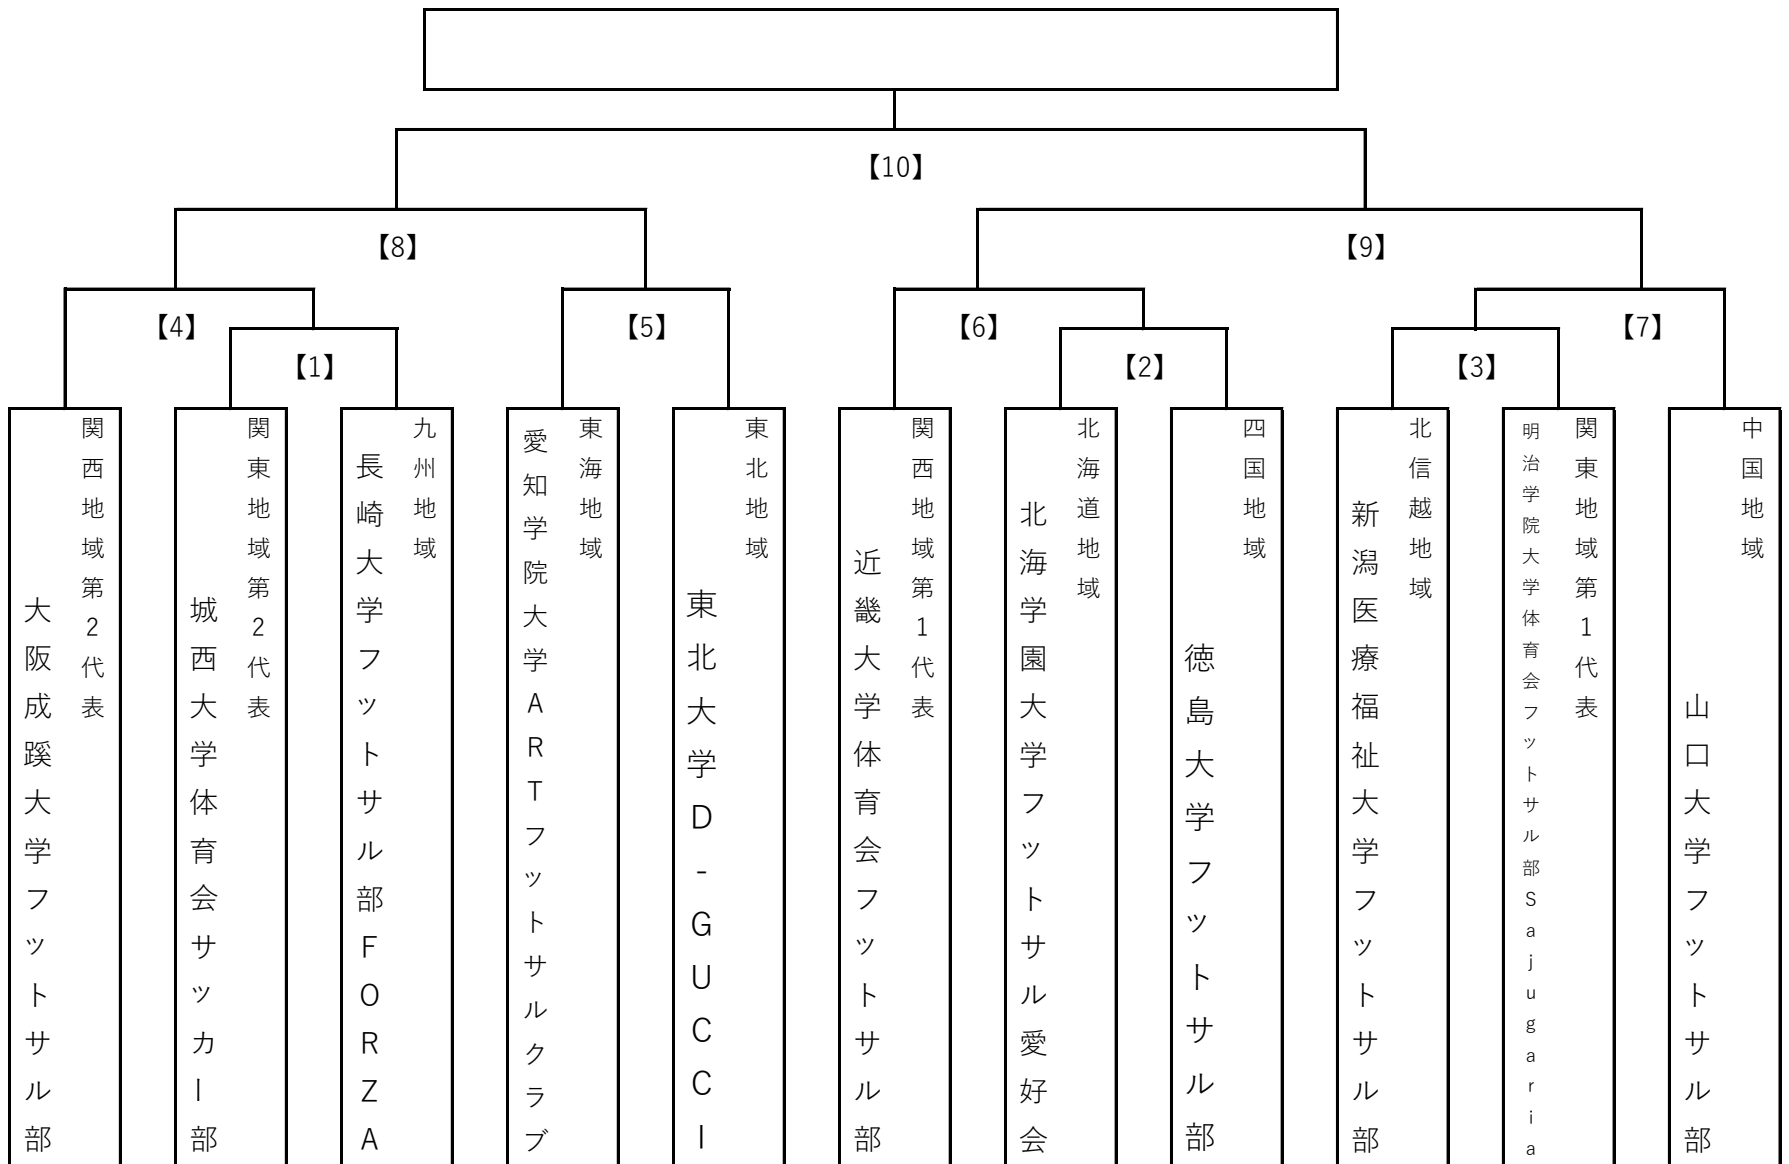 【10】
【8】
【9】
【4】
【5】
【6】
【7】
【1】
【2】
【3】
関西地域第2代表
大阪成蹊大学フットサル部
関東地域第2代表
城西大学体育会サッカー部
九州地域
長崎大学フットサル部FORZA
東海地域
愛知学院大学ARTフットサルクラブ
東北地域
東北大学D-GUCCI
関西地域第1代表
近畿大学体育会フットサル部
北海道地域
北海学園大学フットサル愛好会
四国地域
徳島大学フットサル部
北信越地域
新潟医療福祉大学フットサル部
関東地域第1代表
明治学院大学体育会フットサル部Sajugaria
中国地域
山口大学フットサル部